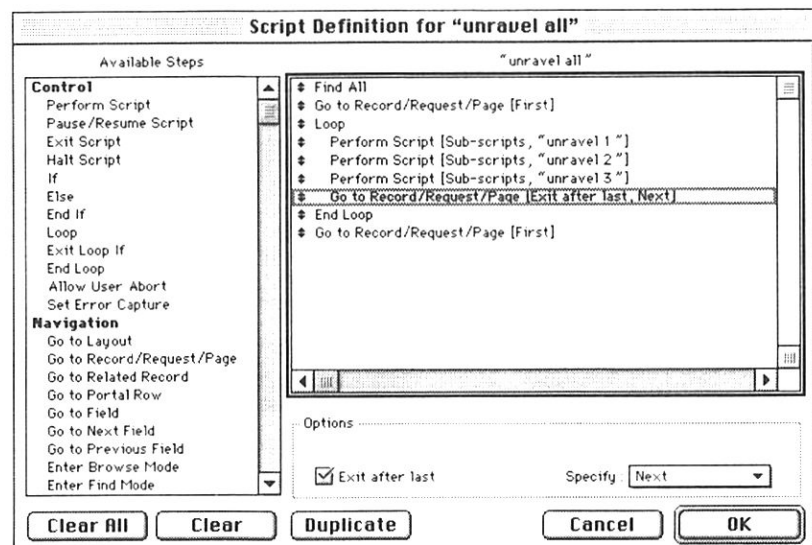 Script Definition for “unravel all”
Available Steps
Control
Perform Script
Pause/Resume Script
Exit Script
Halt Script
If
Else
End If
Loop
Exit Loop If
End Loop
Allow User Abort
Set Error Capture
Navigation
Go to Layout
Go to Record/Request/Page
Go to Related Record
Go to Portal Row
Go to Field
Go to Next Field
Go to Previous Field
Enter Browse Mode
Enter Find Mode
"unravel all"
Find All
Go to Record/Request/Page [First]
Loop
Perform Script [Sub-scripts, "unravel 1"]
Perform Script [Sub-scripts, "unravel 2"]
Perform Script [Sub-scripts, "unravel 3"]
Go to Record/Request/Page [Exit after last, Next]
End Loop
Go to Record/Request/Page [First]
Options
Exit after last
Specify: Next
Clear All
Clear
Duplicate
Cancel
OK